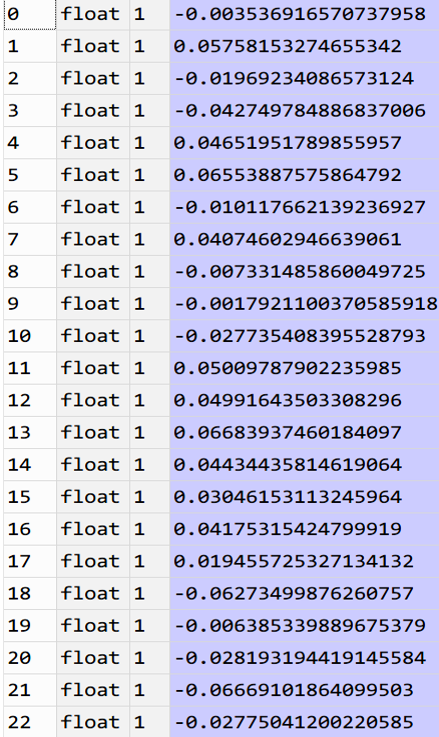 0 float 1 -0.003536916570737958
1 float 1 0.05758153274655342
2 float 1 -0.01969234086573124
3 float 1 -0.042749784886837006
4 float 1 0.04651951789855957
5 float 1 0.06553887575864792
6 float 1 -0.010117662139236927
7 float 1 0.04074602946639061
8 float 1 -0.007331485860049725
9 float 1 -0.0017921100370585918
10 float 1 -0.027735408395528793
11 float 1 0.05009787902235985
12 float 1 0.04991643503308296
13 float 1 0.06683937460184097
14 float 1 0.04434435814619064
15 float 1 0.03046153113245964
16 float 1 0.04175315424799919
17 float 1 0.019455725327134132
18 float 1 -0.06273499876260757
19 float 1 -0.006385339889675379
20 float 1 -0.028193194419145584
21 float 1 -0.06669101864099503
22 float 1 -0.02775041200220585